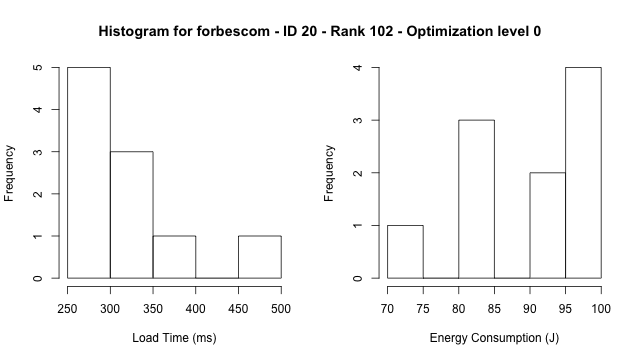 Histogram for forbescom - ID 20 - Rank 102 - Optimization level 0
Frequency
5
4
3
2
1
0
250 300 350 400 450 500
Load Time (ms)
Frequency
4
3
2
1
0
70 75 80 85 90 95 100
Energy Consumption (J)